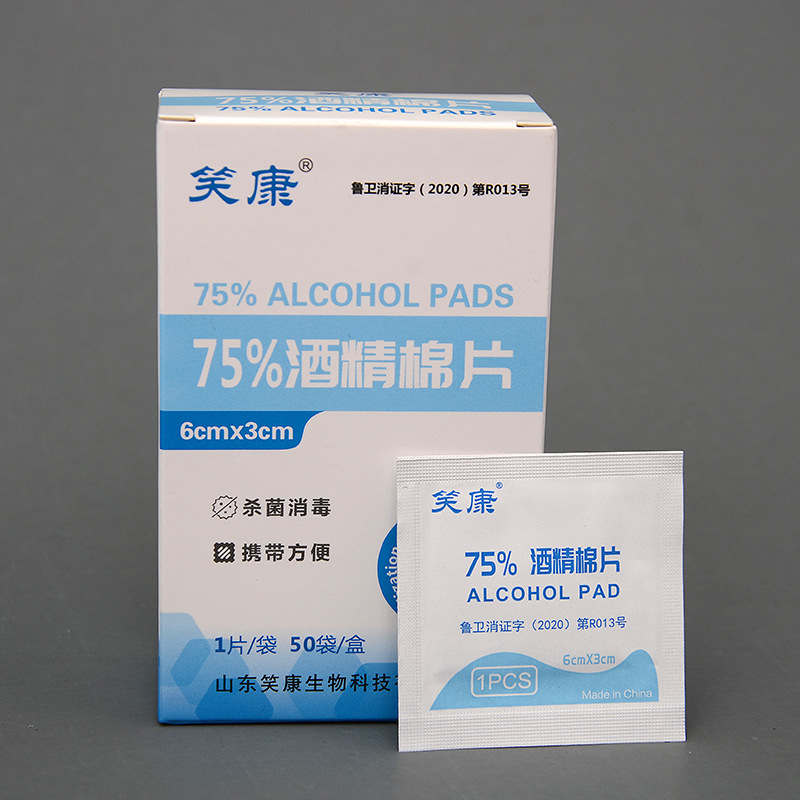 75%酒精棉片
75% ALCOHOL PADS
笑康®
鲁卫消证字（2020）第R013号
75% ALCOHOL PADS
75%酒精棉片
6cmx3cm
杀菌消毒
携带方便
1片/袋 50袋/盒
山东笑康生物科技
笑康®
75% 酒精棉片
ALCOHOL PAD
鲁卫消证字（2020）第R013号
6cmX3cm
1PCS
Made in China